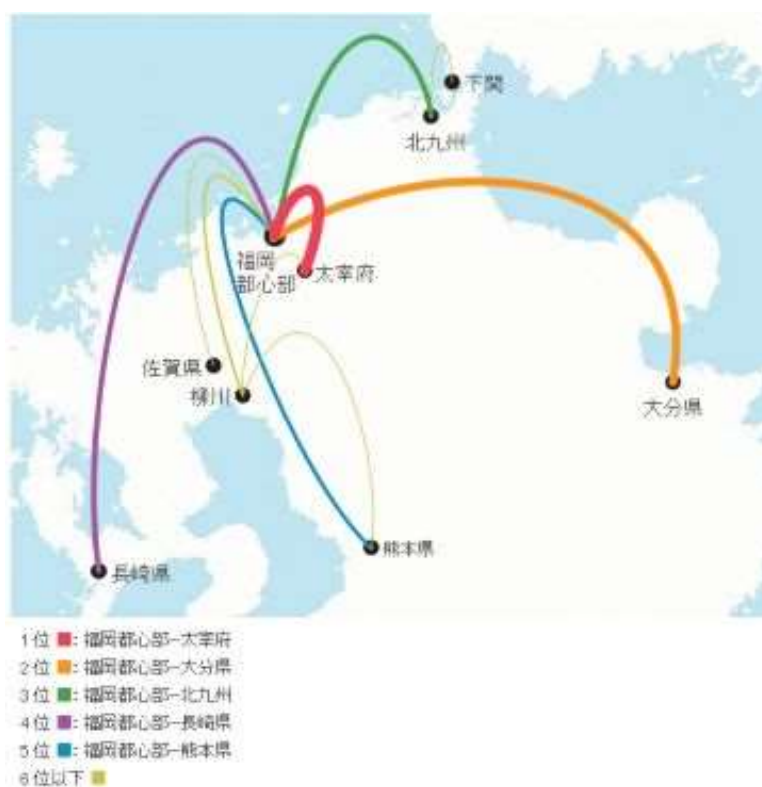 下関
北九州
福岡
都心部
太宰府
佐賀県
柳川
大分県
熊本県
長崎県
1位 : 福岡都心部−太宰府
2位 : 福岡都心部−大分県
3位 : 福岡都心部−北九州
4位 : 福岡都心部−長崎県
5位 : 福岡都心部−熊本県
6位以下